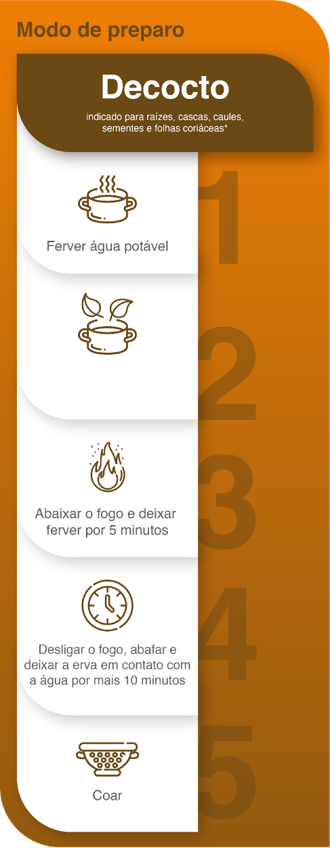 Modo de preparo
Decocto
indicado para raízes, cascas, caules,
sementes e folhas coriáceas*
1
Ferver água potável
2
3
Abaixar o fogo e deixar
ferver por 5 minutos
4
Desligar o fogo, abafar e
deixar a erva em contato com
a água por mais 10 minutos
5
Coar